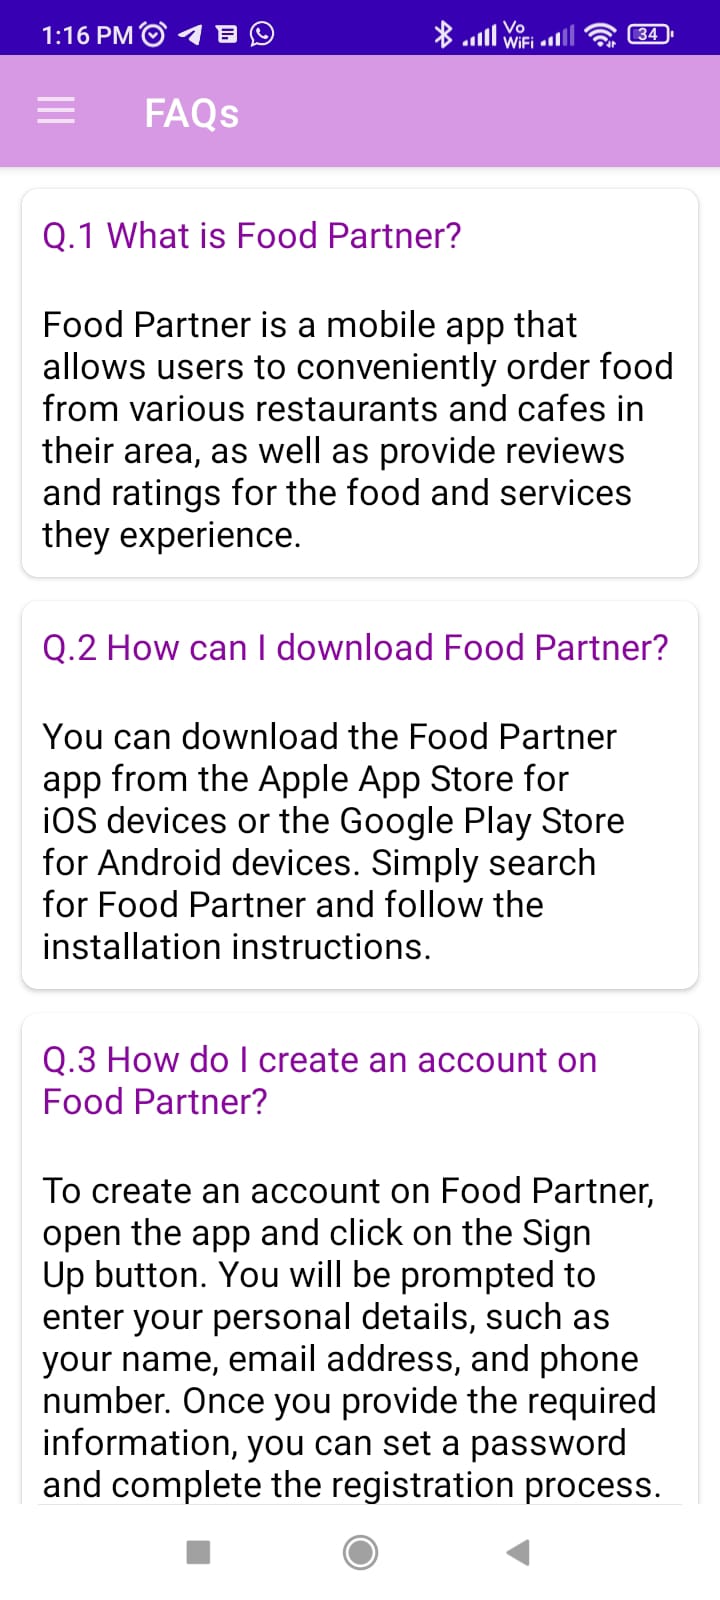 1:16 PM Vo WiFi 34
FAQs
Q.1 What is Food Partner?
Food Partner is a mobile app that
allows users to conveniently order food
from various restaurants and cafes in
their area, as well as provide reviews
and ratings for the food and services
they experience.
Q.2 How can I download Food Partner?
You can download the Food Partner
app from the Apple App Store for
iOS devices or the Google Play Store
for Android devices. Simply search
for Food Partner and follow the
installation instructions.
Q.3 How do I create an account on
Food Partner?
To create an account on Food Partner,
open the app and click on the Sign
Up button. You will be prompted to
enter your personal details, such as
your name, email address, and phone
number. Once you provide the required
information, you can set a password
and complete the registration process.